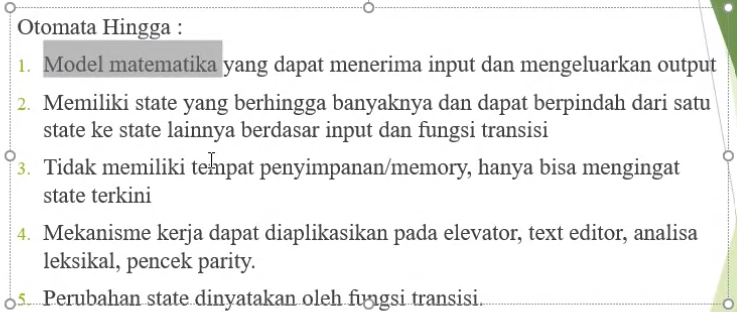 Otomata Hingga :
1. Model matematika yang dapat menerima input dan mengeluarkan output
2. Memiliki state yang berhingga banyaknya dan dapat berpindah dari satu
state ke state lainnya berdasar input dan fungsi transisi
3. Tidak memiliki tempat penyimpanan/memory, hanya bisa mengingat
state terkini
4. Mekanisme kerja dapat diaplikasikan pada elevator, text editor, analisa
leksikal, pencek parity.
5. Perubahan state dinyatakan oleh fungsi transisi.